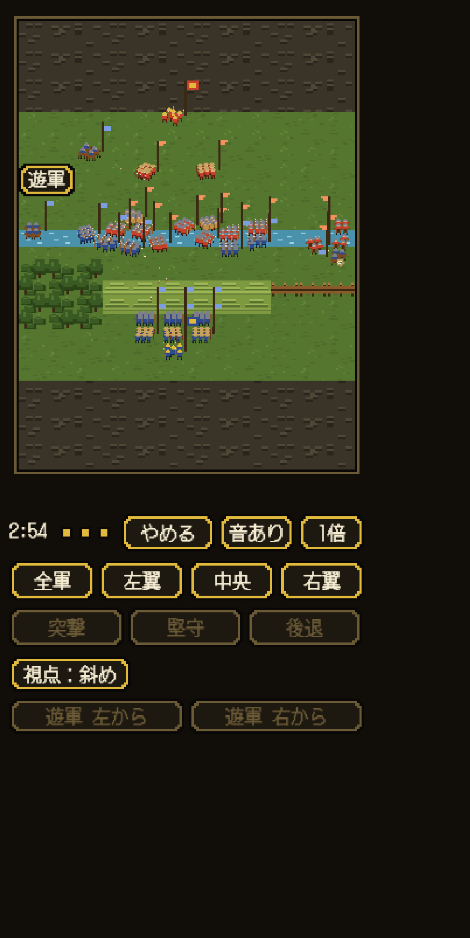 遊軍
2:54 やめる 音あり 1倍
全軍 左翼 中央 右翼
突撃 堅守 後退
視点：斜め
遊軍 左から 遊軍 右から